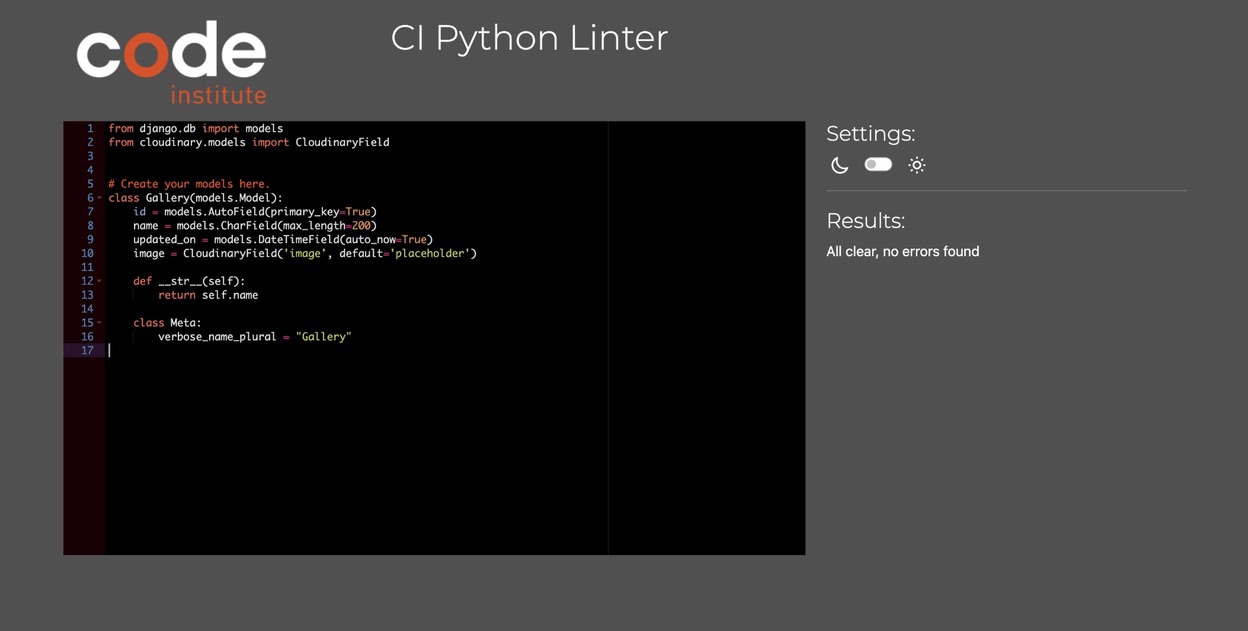 code
institute
CI Python Linter
1 from django.db import models
2 from cloudinary.models import CloudinaryField
3
4
5 # Create your models here.
6 class Gallery(models.Model):
7     id = models.AutoField(primary_key=True)
8     name = models.CharField(max_length=200)
9     updated_on = models.DateTimeField(auto_now=True)
10     image = CloudinaryField('image', default='placeholder')
11
12     def __str__(self):
13         return self.name
14
15     class Meta:
16         verbose_name_plural = "Gallery"
17
Settings:
Results:
All clear, no errors found